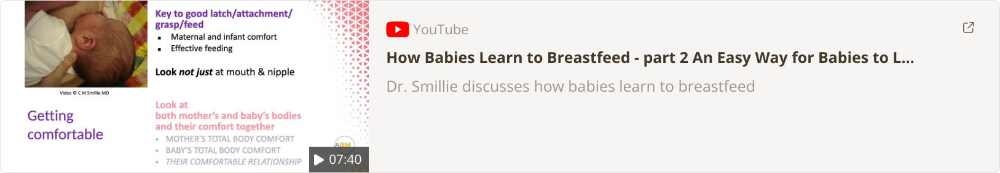 Key to good latch/attachment/
grasp/feed
▪ Maternal and infant comfort
▪ Effective feeding
Look not just at mouth & nipple
Video © C M Smillie MD
Getting
comfortable
Look at
both mother's and baby's bodies
and their comfort together
• MOTHER'S TOTAL BODY COMFORT
• BABY'S TOTAL BODY COMFORT
• THEIR COMFORTABLE RELATIONSHIP
ABM
07:40
YouTube
How Babies Learn to Breastfeed - part 2 An Easy Way for Babies to L...
Dr. Smillie discusses how babies learn to breastfeed